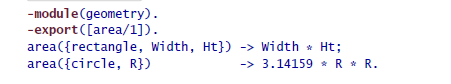 -module(geometry).
-export([area/1]).
area({rectangle, Width, Ht}) -> Width * Ht;
area({circle, R})            -> 3.14159 * R * R.